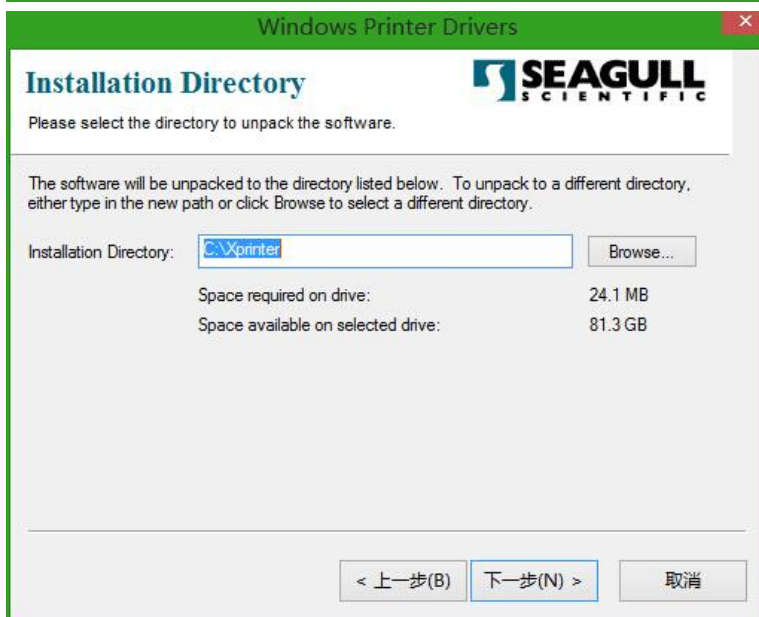 Windows Printer Drivers
Installation Directory
SEAGULL
SCIENTIFIC
Please select the directory to unpack the software.
The software will be unpacked to the directory listed below.  To unpack to a different directory,
either type in the new path or click Browse to select a different directory.
Installation Directory: C:\Xprinter Browse...
Space required on drive: 24.1 MB
Space available on selected drive: 81.3 GB
< 上一步(B) 下一步(N) > 取消